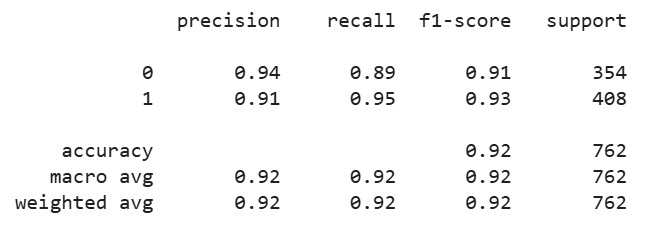 precision recall f1-score support
0 0.94 0.89 0.91 354
1 0.91 0.95 0.93 408
accuracy 0.92 762
macro avg 0.92 0.92 0.92 762
weighted avg 0.92 0.92 0.92 762